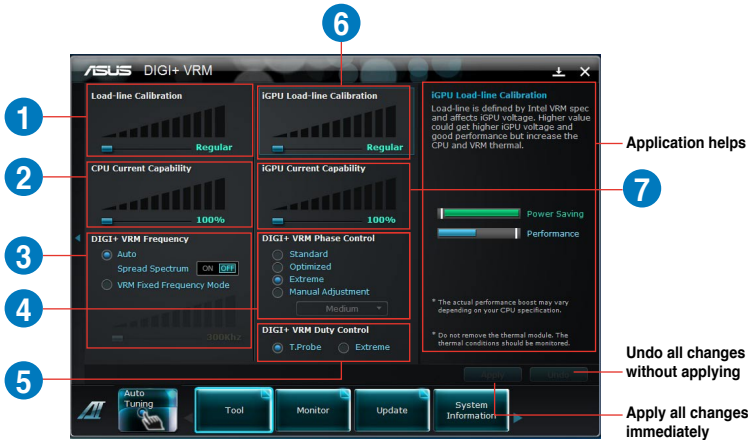 6
ASUS DIGI+ VRM
1
Load-line Calibration
Regular
iGPU Load-line Calibration
Regular
iGPU Load-line Calibration
Load-line is defined by Intel VRM spec
and affects iGPU voltage. Higher value
could get higher iGPU voltage and
good performance but increase the
CPU and VRM thermal.
Application helps
2
CPU Current Capability
100%
iGPU Current Capability
100%
7
Power Saving
Performance
3
DIGI+ VRM Frequency
Auto
Spread Spectrum ON OFF
VRM Fixed Frequency Mode
300Khz
4
DIGI+ VRM Phase Control
Standard
Optimized
Extreme
Manual Adjustment
Medium
* The actual performance boost may vary
depending on your CPU specification.
* Do not remove the thermal module. The
thermal conditions should be monitored.
5
DIGI+ VRM Duty Control
T.Probe Extreme
Apply Undo
Undo all changes
without applying
Auto
Tuning
Tool
Monitor
Update
System
Information
Apply all changes
immediately